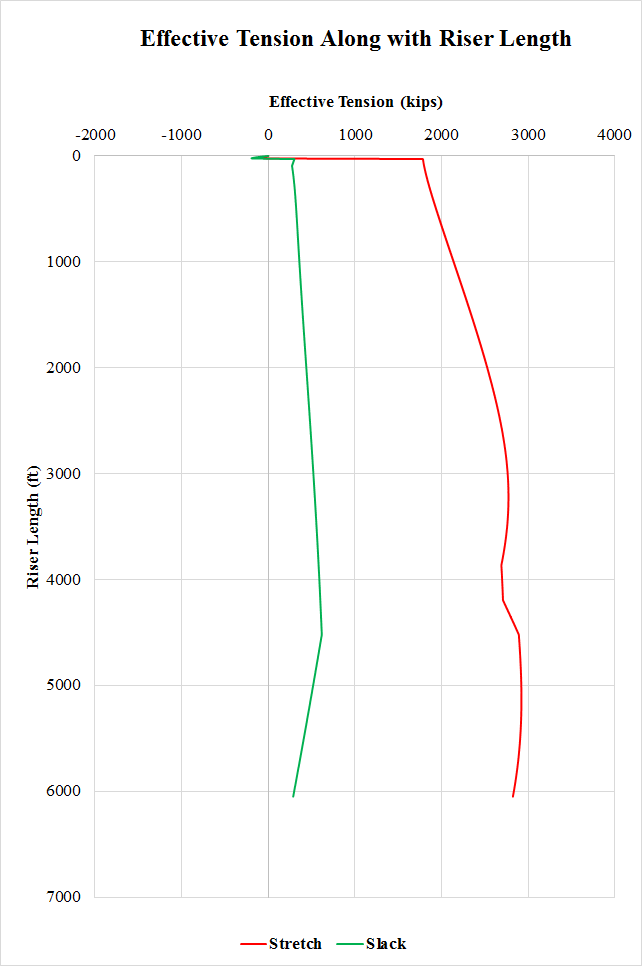 Effective Tension Along with Riser Length
Effective Tension (kips)
-2000 -1000 0 1000 2000 3000 4000
0
1000
2000
3000
4000
5000
6000
7000
Riser Length (ft)
Stretch Slack